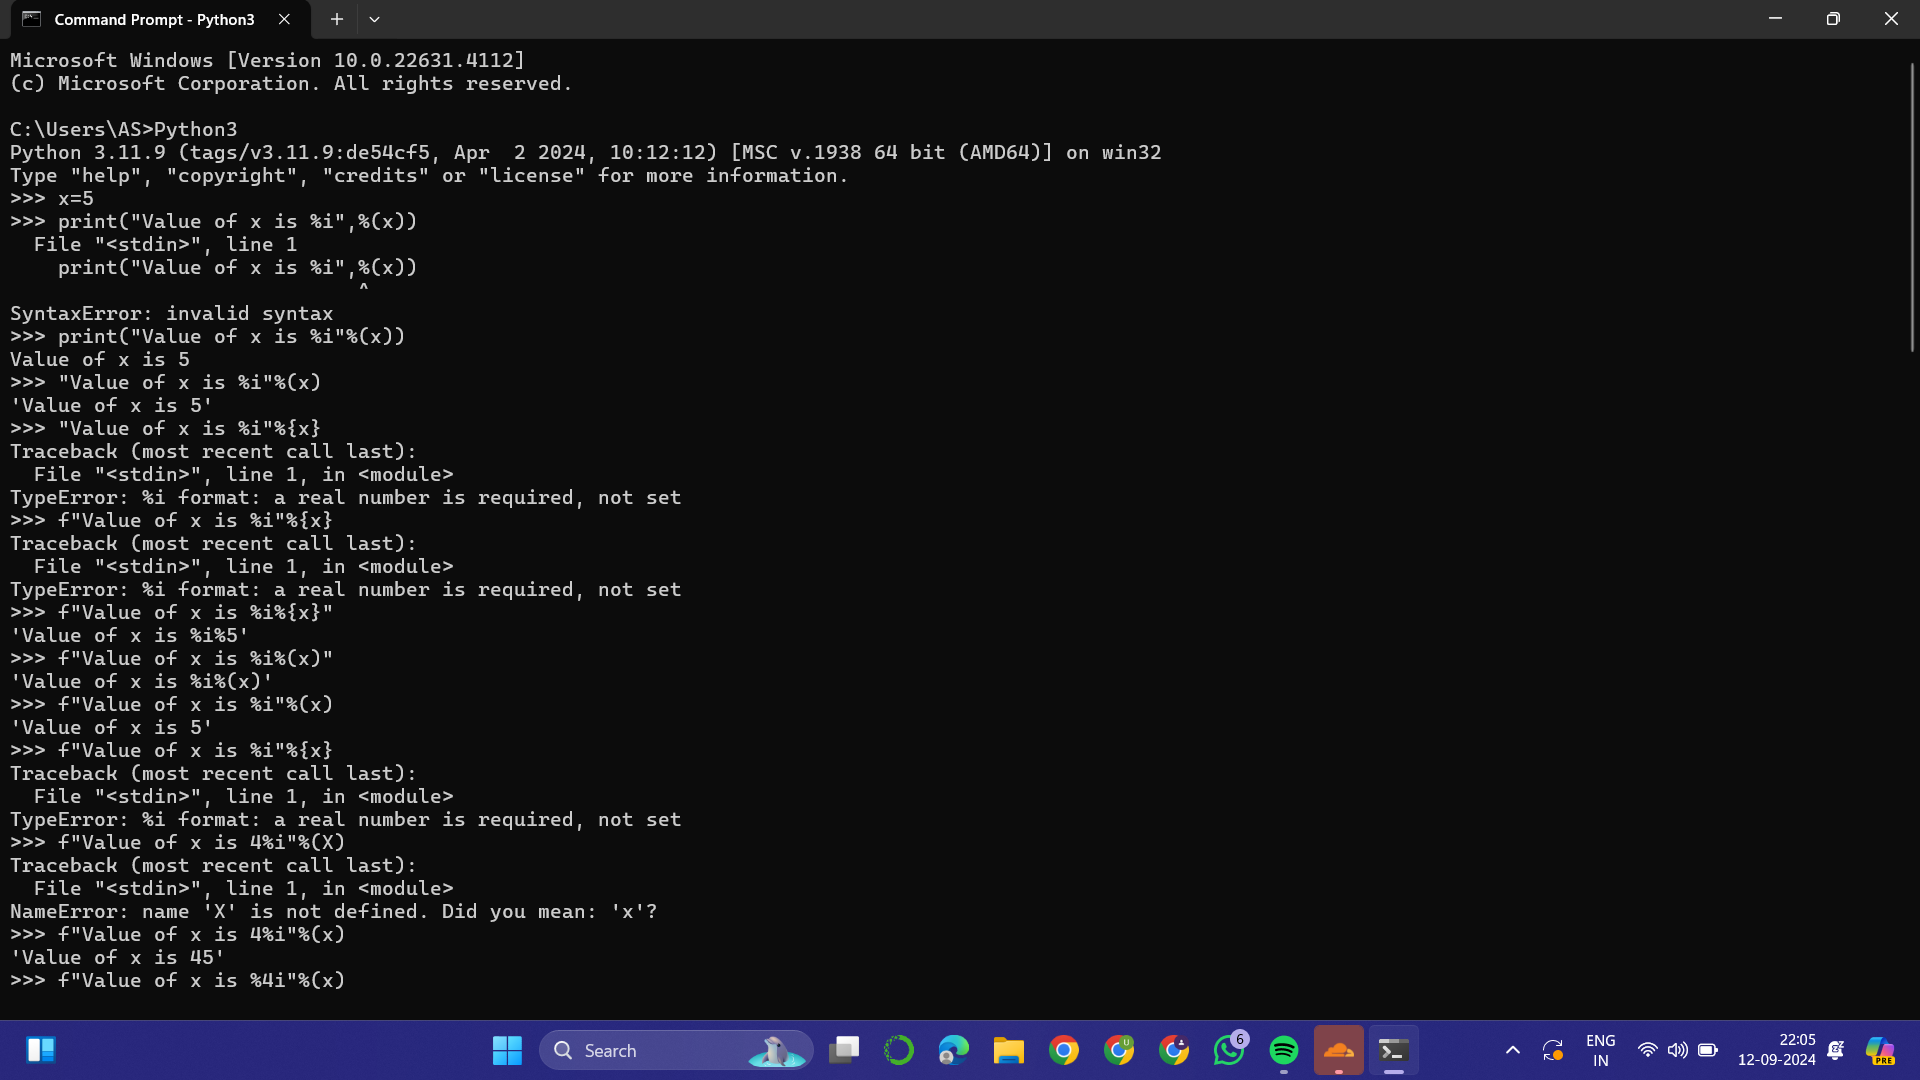 Command Prompt - Python3
Microsoft Windows [Version 10.0.22631.4112]
(c) Microsoft Corporation. All rights reserved.
C:\Users\AS>Python3
Python 3.11.9 (tags/v3.11.9:de54cf5, Apr  2 2024, 10:12:12) [MSC v.1938 64 bit (AMD64)] on win32
Type "help", "copyright", "credits" or "license" for more information.
>>> x=5
>>> print("Value of x is %i",%(x))
  File "<stdin>", line 1
    print("Value of x is %i",%(x))
                             ^
SyntaxError: invalid syntax
>>> print("Value of x is %i"%(x))
Value of x is 5
>>> "Value of x is %i"%(x)
'Value of x is 5'
>>> "Value of x is %i"%{x}
Traceback (most recent call last):
  File "<stdin>", line 1, in <module>
TypeError: %i format: a real number is required, not set
>>> f"Value of x is %i"%{x}
Traceback (most recent call last):
  File "<stdin>", line 1, in <module>
TypeError: %i format: a real number is required, not set
>>> f"Value of x is %i%{x}"
'Value of x is %i%5'
>>> f"Value of x is %i%(x)"
'Value of x is %i%(x)'
>>> f"Value of x is %i"%(x)
'Value of x is 5'
>>> f"Value of x is %i"%{x}
Traceback (most recent call last):
  File "<stdin>", line 1, in <module>
TypeError: %i format: a real number is required, not set
>>> f"Value of x is 4%i"%(X)
Traceback (most recent call last):
  File "<stdin>", line 1, in <module>
NameError: name 'X' is not defined. Did you mean: 'x'?
>>> f"Value of x is 4%i"%(x)
'Value of x is 45'
>>> f"Value of x is %4i"%(x)
Search
6
ENG
IN
22:05
12-09-2024
PRE